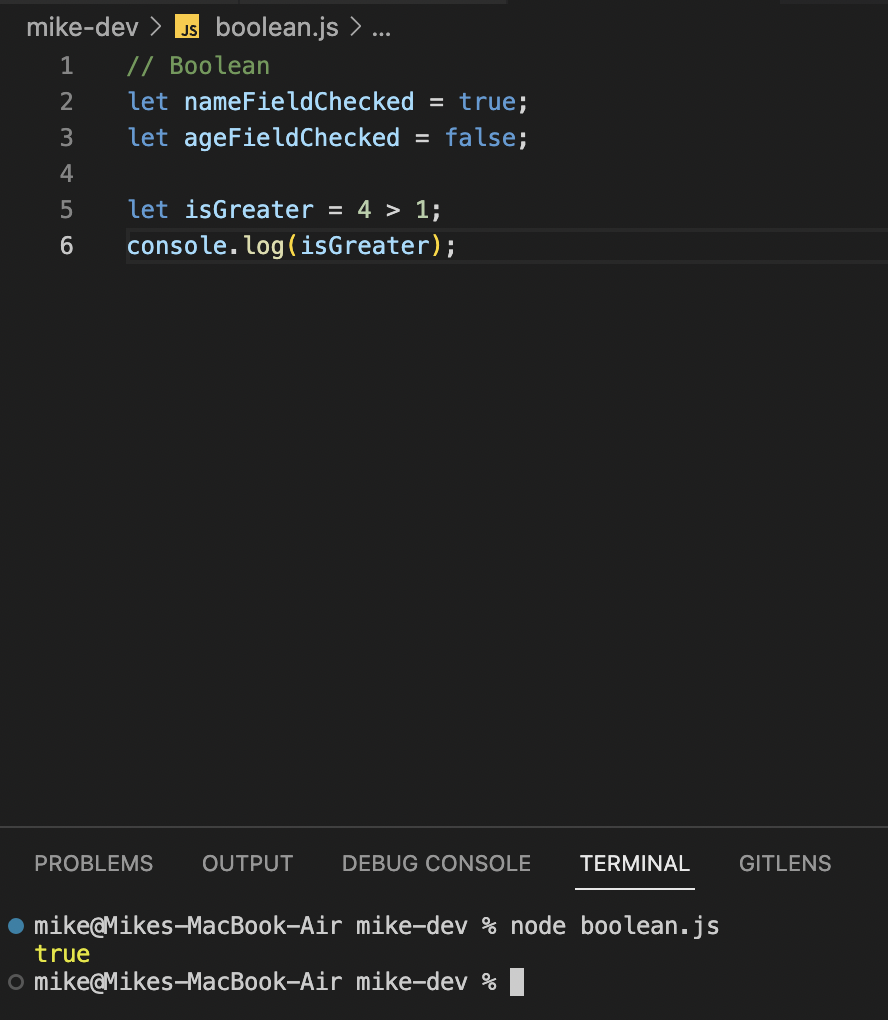 mike-dev > JS boolean.js > ...
1 // Boolean
2 let nameFieldChecked = true;
3 let ageFieldChecked = false;
4
5 let isGreater = 4 > 1;
6 console.log(isGreater);
PROBLEMS OUTPUT DEBUG CONSOLE TERMINAL GITLENS
mike@Mikes-MacBook-Air mike-dev % node boolean.js
true
mike@Mikes-MacBook-Air mike-dev %